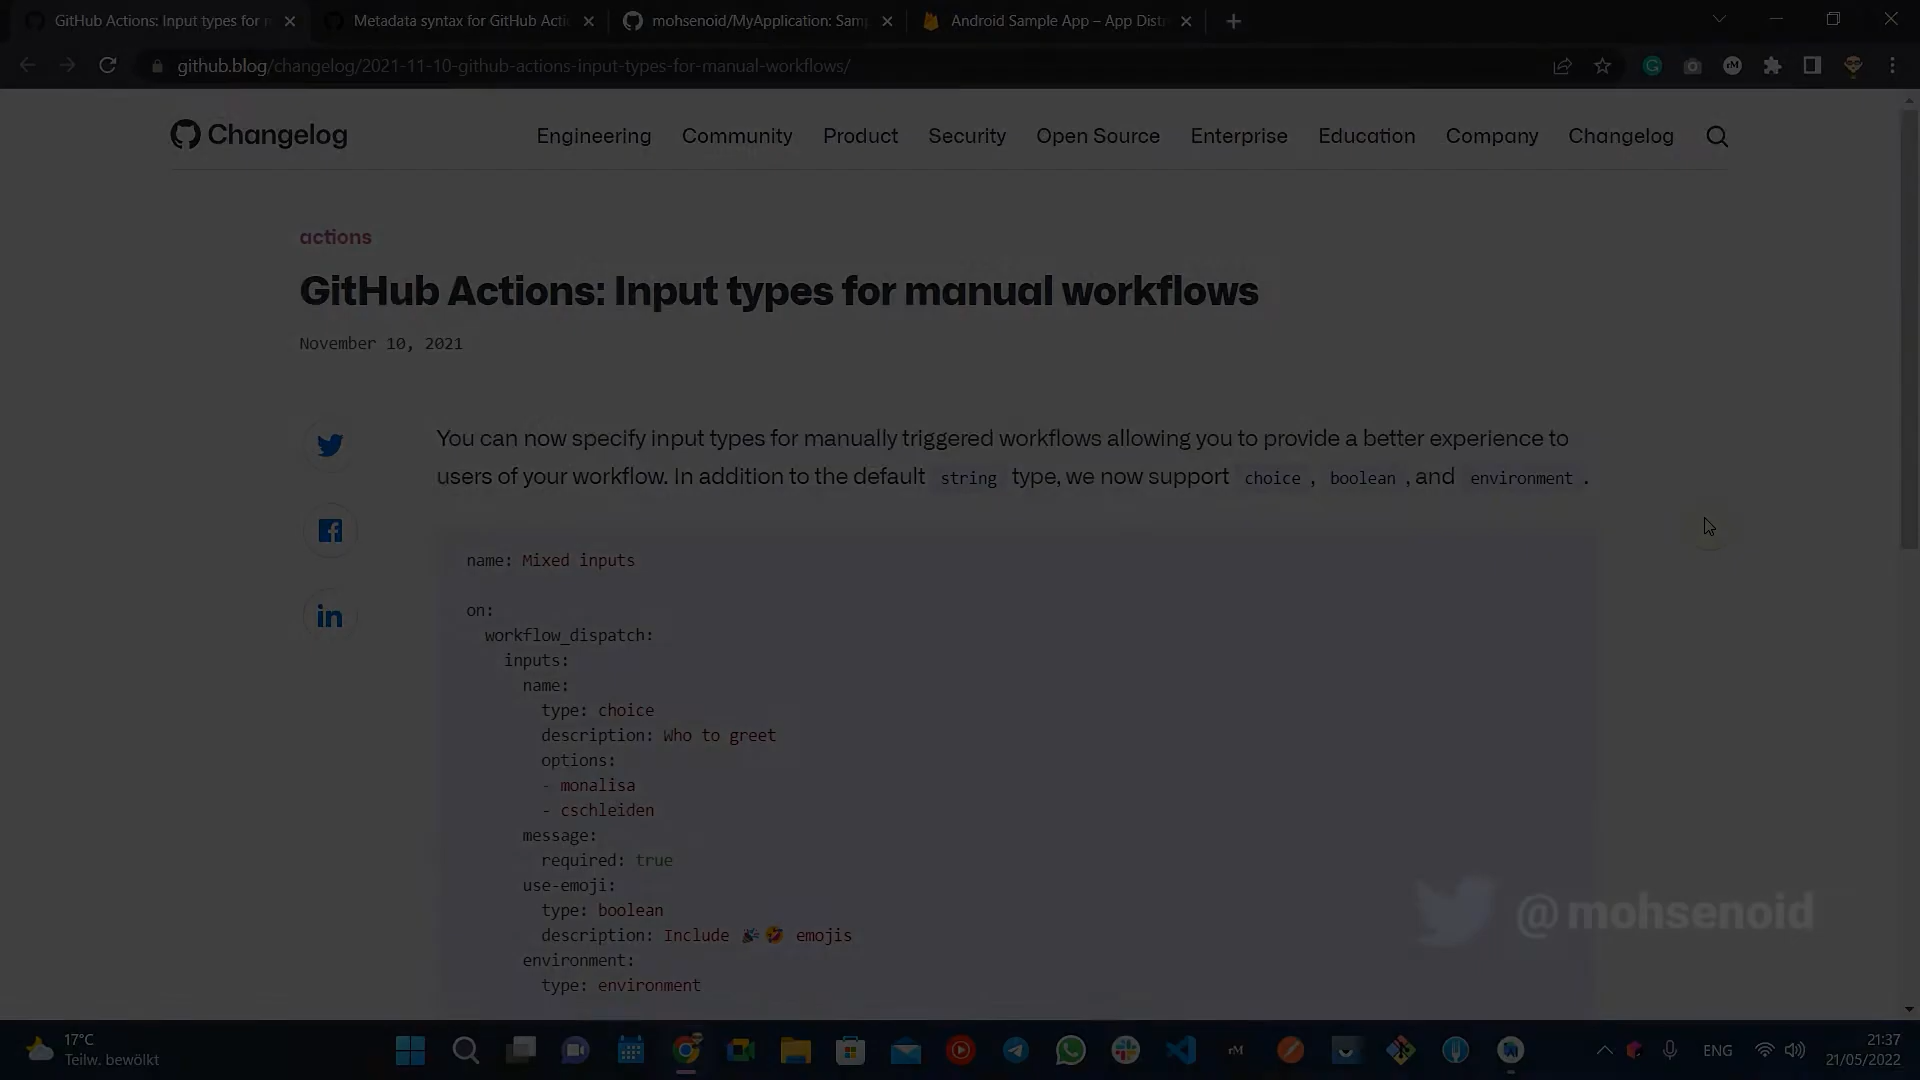 GitHub Actions: Input types for m
Metadata syntax for GitHub Acti
mohsenoid/MyApplication: Samp
Android Sample App – App Distr
github.blog/changelog/2021-11-10-github-actions-input-types-for-manual-workflows/
Changelog
Engineering
Community
Product
Security
Open Source
Enterprise
Education
Company
Changelog
actions
GitHub Actions: Input types for manual workflows
November 10, 2021
You can now specify input types for manually triggered workflows allowing you to provide a better experience to
users of your workflow. In addition to the default string type, we now support choice , boolean , and environment .
name: Mixed inputs
on:
workflow_dispatch:
inputs:
name:
type: choice
description: Who to greet
options:
- monalisa
- cschleiden
message:
required: true
use-emoji:
type: boolean
description: Include 🎉🤣 emojis
environment:
type: environment
@mohsenoid
17°C
Teilw. bewölkt
rM
ENG
21:37
21/05/2022